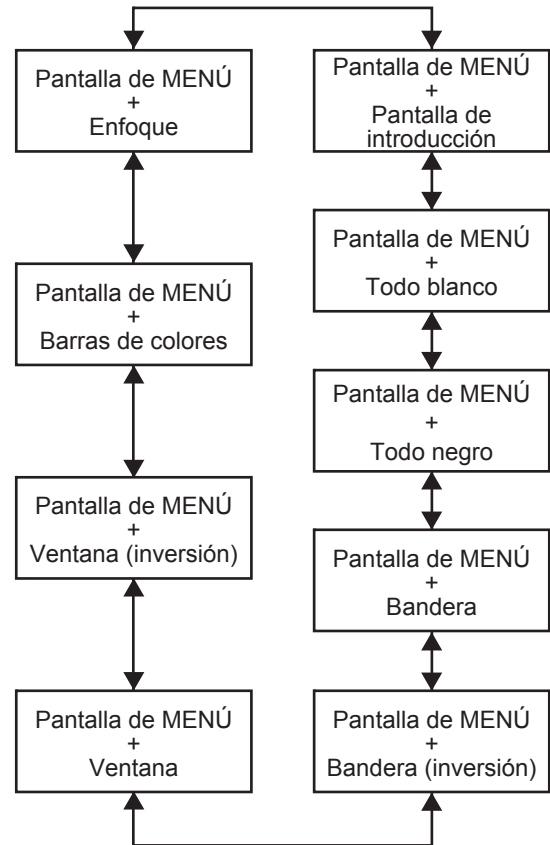 Pantalla de MENÚ
+
Enfoque
Pantalla de MENÚ
+
Barras de colores
Pantalla de MENÚ
+
Ventana (inversión)
Pantalla de MENÚ
+
Ventana
Pantalla de MENÚ
+
Pantalla de
introducción
Pantalla de MENÚ
+
Todo blanco
Pantalla de MENÚ
+
Todo negro
Pantalla de MENÚ
+
Bandera
Pantalla de MENÚ
+
Bandera (inversión)